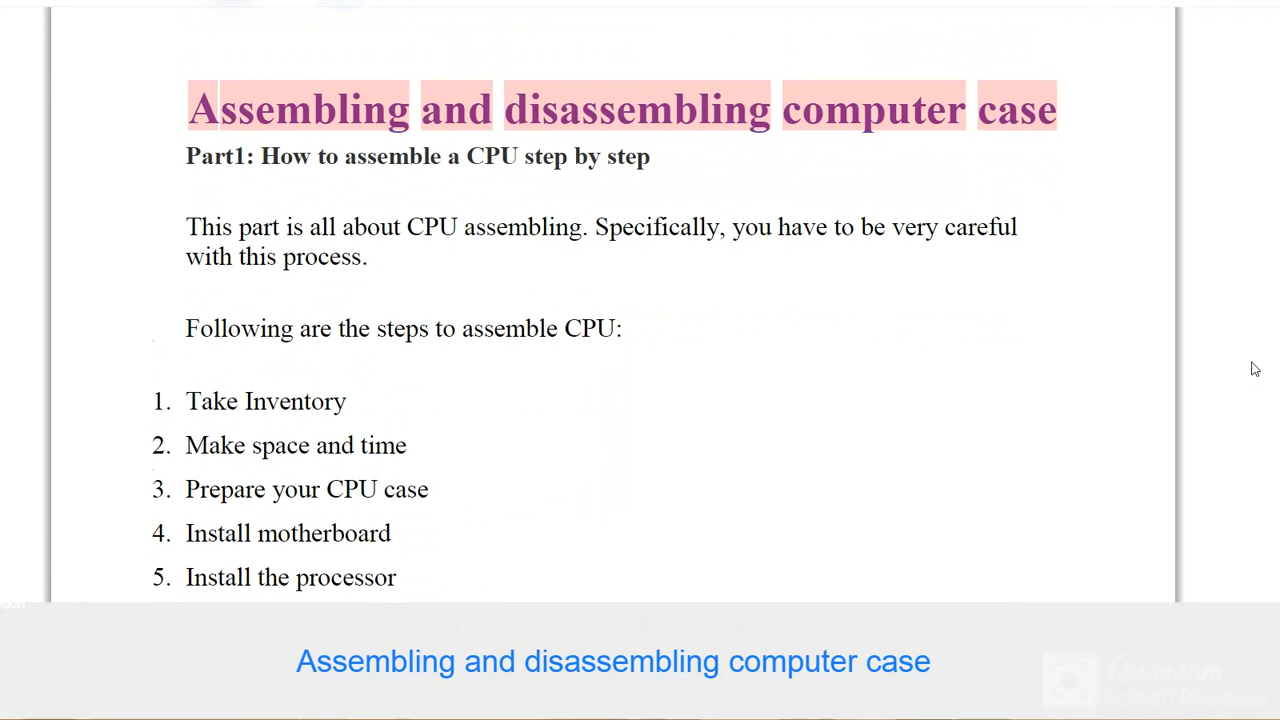 Assembling and disassembling computer case
Part1: How to assemble a CPU step by step
This part is all about CPU assembling. Specifically, you have to be very careful
with this process.
Following are the steps to assemble CPU:
1. Take Inventory
2. Make space and time
3. Prepare your CPU case
4. Install motherboard
5. Install the processor
Assembling and disassembling computer case
Screen Recorder